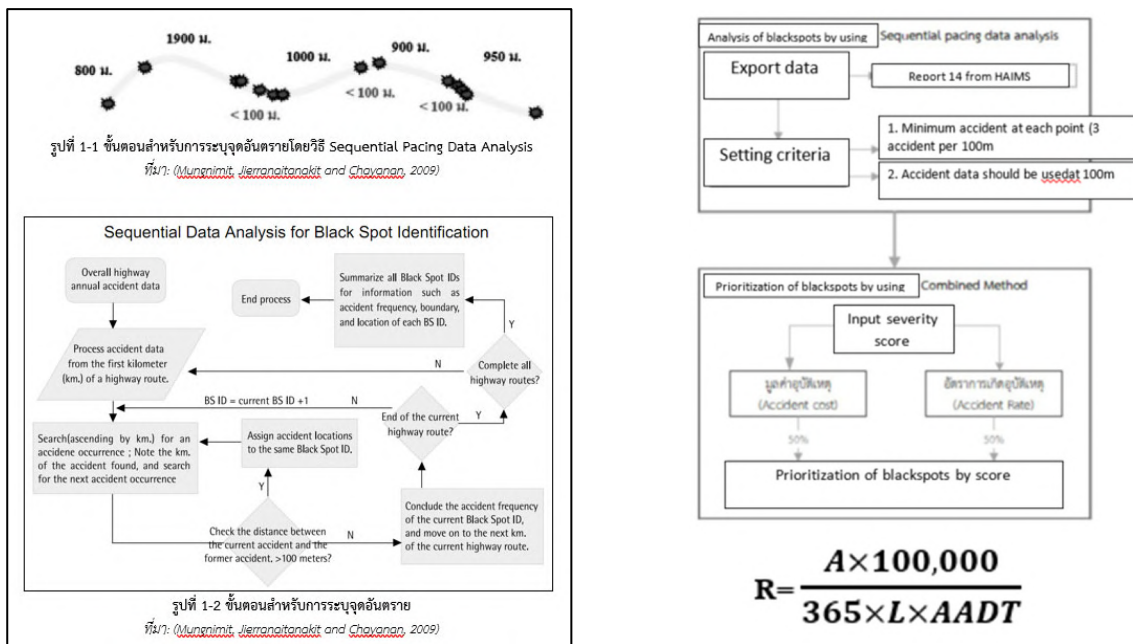 1900 ม.
800 ม.
1000 ม.
900 ม.
950 ม.
< 100 ม.
< 100 ม.
< 100 ม.
รูปที่ 1-1 ขั้นตอนสำหรับการระบุจุดอันตรายโดยวิธี Sequential Pacing Data Analysis
ที่มา: (Mungnimit, Jierranaitanakit and Chayanan, 2009)
Sequential Data Analysis for Black Spot Identification
Overall highway
annual accident data
End process
Summarize all Black Spot IDs
for information such as
accident frequency, boundary,
and location of each BS ID.
Y
Process accident data
from the first kilometer
(km.) of a highway route.
N
Complete all
highway routes?
BS ID = current BS ID +1
N
End of the current
highway route?
Y
Search(ascending by km.) for an
accidene occurrence ; Note the km.
of the accident found, and search
for the next accident occurrence
Assign accident locations
to the same Black Spot ID.
Y
Check the distance between
the current accident and the
former accident, >100 meters?
N
Conclude the accident frequency
of the current Black Spot ID,
and move on to the next km.
of the current highway route.
รูปที่ 1-2 ขั้นตอนสำหรับการระบุจุดอันตราย
ที่มา: (Mungnimit, Jierranaitanakit and Chayanan, 2009)
Analysis of blackspots by using Sequential pacing data analysis
Export data
Report 14 from HAIMS
Setting criteria
1. Minimum accident at each point (3
accident per 100m
2. Accident data should be usedat 100m
Prioritization of blackspots by using Combined Method
Input severity
score
มูลค่าอุบัติเหตุ
(Accident cost)
อัตราการเกิดอุบัติเหตุ
(Accident Rate)
50%
50%
Prioritization of blackspots by score
R= A×100,000
365×L×AADT